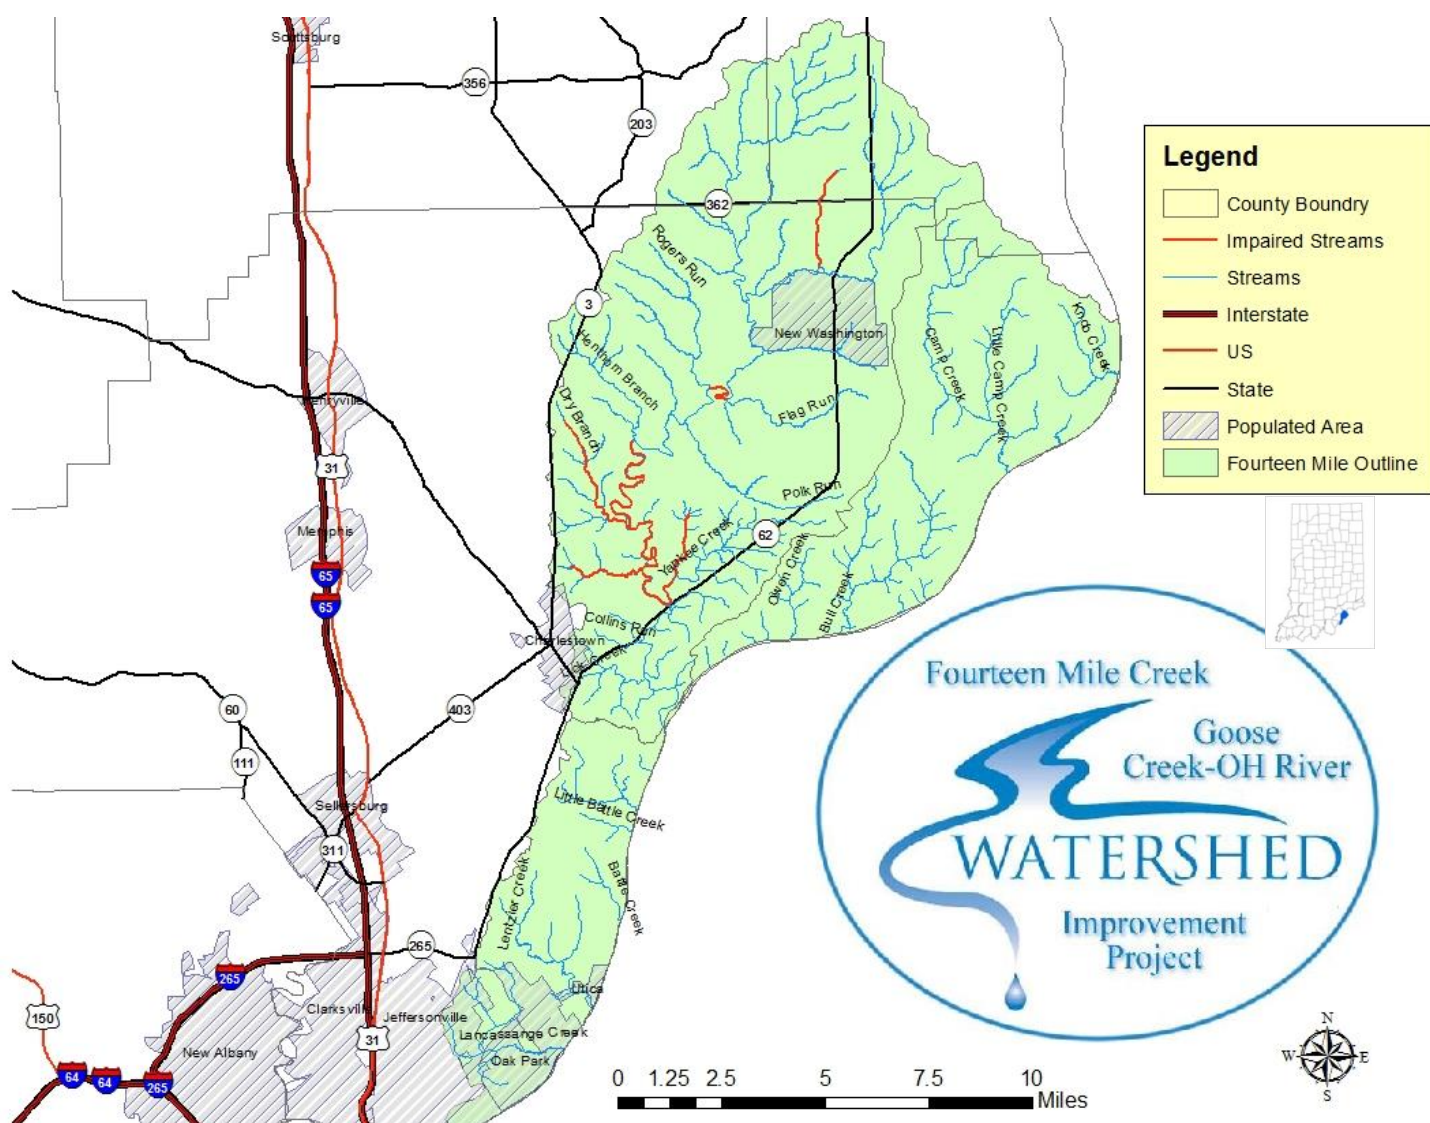 Scottsburg
356
203
362
Rogers Run
3
New Washington
Henthorn Branch
Camp Creek
Little Camp Creek
Knob Creek
Dry Branch
Flag Run
Henryville
31
Polk Run
Yankee Creek
62
Memphis
65
65
Owen Creek
Bull Creek
Collins Run
Charlestown
Creek
60
403
111
Sellersburg
311
Little Battle Creek
Battle Creek
Lentzier Creek
265
265
Utica
150
Clarksville
Jeffersonville
31
Lancassange Creek
New Albany
Oak Park
64
64
265
Legend
County Boundry
Impaired Streams
Streams
Interstate
US
State
Populated Area
Fourteen Mile Outline
Fourteen Mile Creek
Goose
Creek-OH River
WATERSHED
Improvement
Project
N
W
E
S
0 1.25 2.5 5 7.5 10
Miles